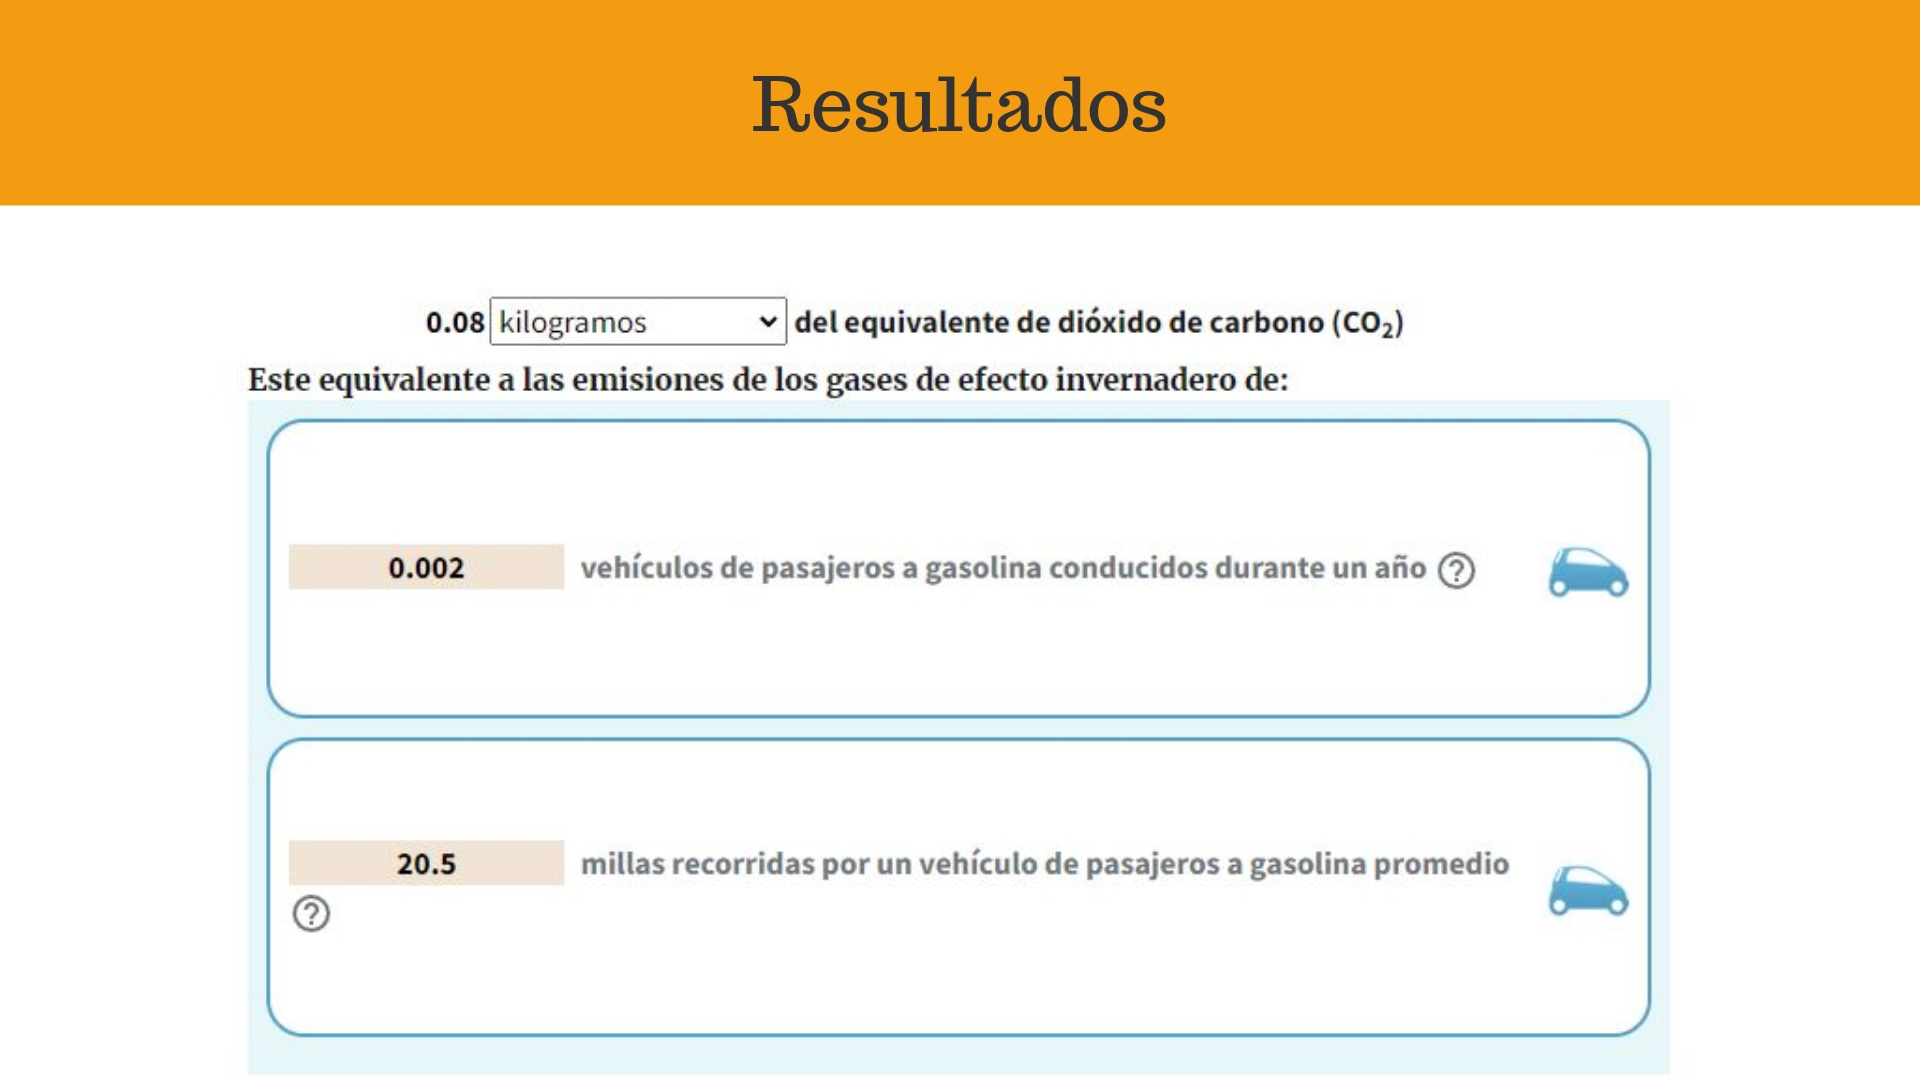 Resultados
0.08 kilogramos del equivalente de dióxido de carbono (CO₂)
Este equivalente a las emisiones de los gases de efecto invernadero de:
0.002 vehículos de pasajeros a gasolina conducidos durante un año ?
20.5 millas recorridas por un vehículo de pasajeros a gasolina promedio
?